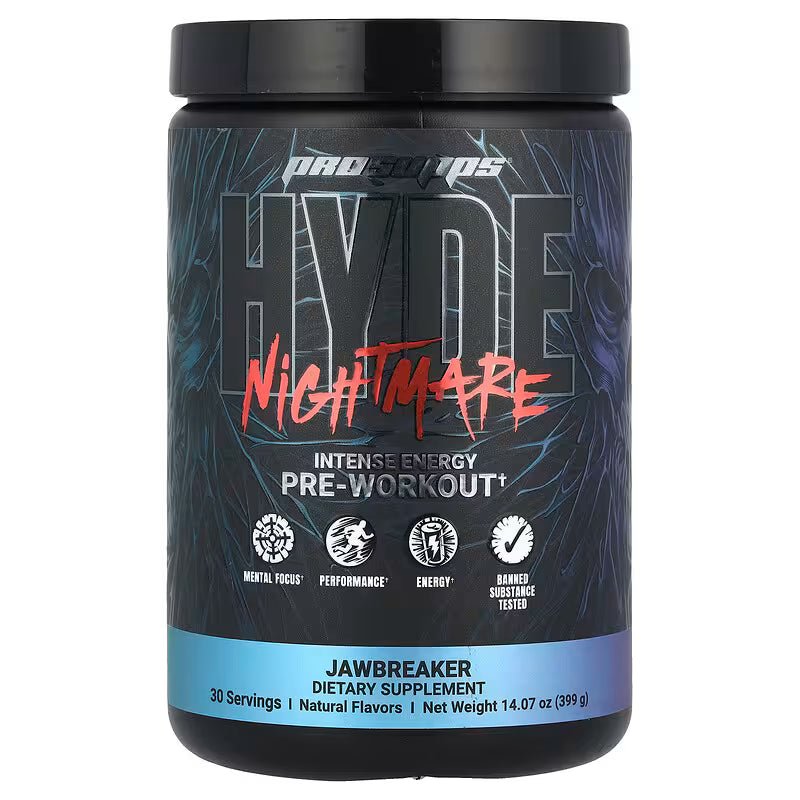 PROSUPPS®
HYDE®
NIGHTMARE
INTENSE ENERGY
PRE-WORKOUT†
MENTAL FOCUS†
PERFORMANCE†
ENERGY†
BANNED
SUBSTANCE
TESTED
JAWBREAKER
DIETARY SUPPLEMENT
30 Servings | Natural Flavors | Net Weight 14.07 oz (399 g)